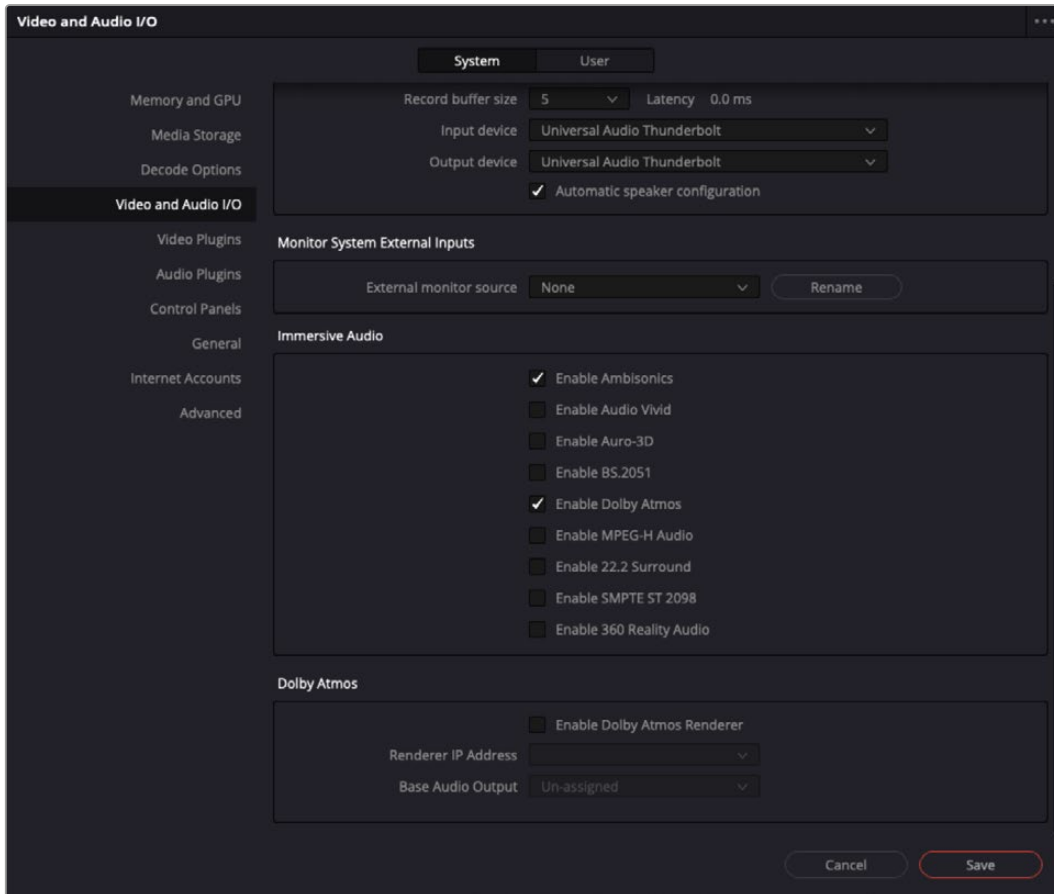 Video and Audio I/O
System User
Memory and GPU
Media Storage
Decode Options
Video and Audio I/O
Video Plugins
Audio Plugins
Control Panels
General
Internet Accounts
Advanced
Record buffer size 5 Latency 0.0 ms
Input device Universal Audio Thunderbolt
Output device Universal Audio Thunderbolt
Automatic speaker configuration
Monitor System External Inputs
External monitor source None Rename
Immersive Audio
Enable Ambisonics
Enable Audio Vivid
Enable Auro-3D
Enable BS.2051
Enable Dolby Atmos
Enable MPEG-H Audio
Enable 22.2 Surround
Enable SMPTE ST 2098
Enable 360 Reality Audio
Dolby Atmos
Enable Dolby Atmos Renderer
Renderer IP Address
Base Audio Output Un-assigned
Cancel Save